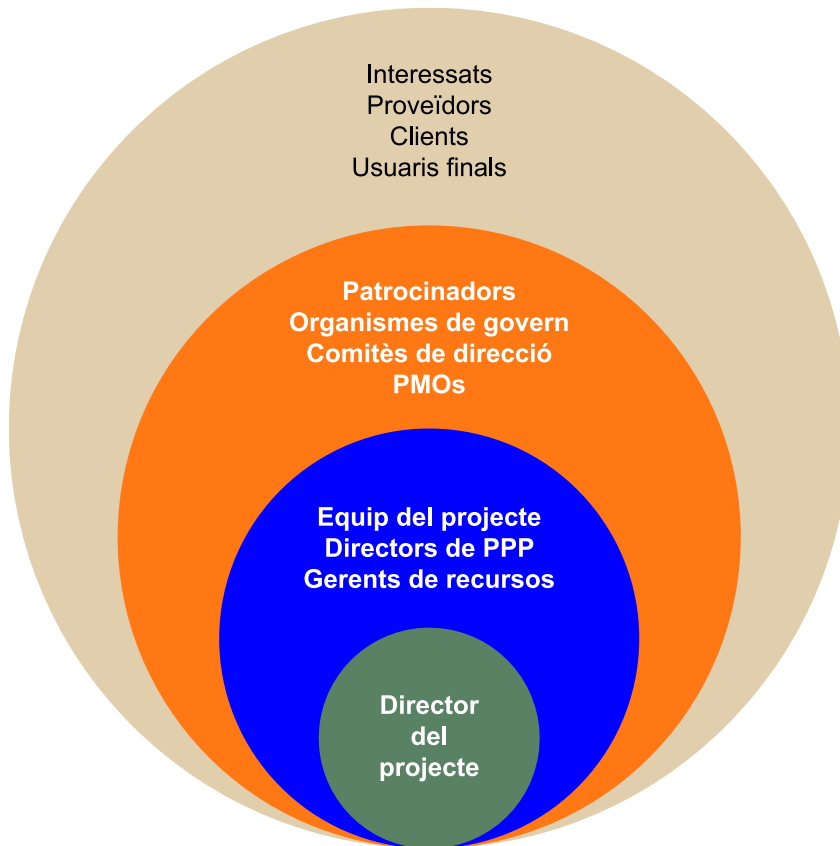 Interessats
Proveïdors
Clients
Usuaris finals
Patrocinadors
Organismes de govern
Comitès de direcció
PMOs
Equip del projecte
Directors de PPP
Gerents de recursos
Director
del
projecte